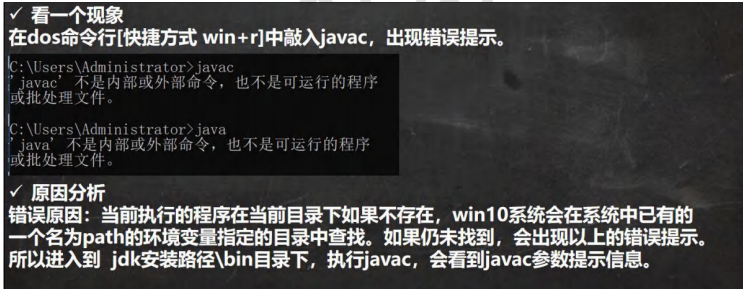 ✓ 看一个现象
在dos命令行[快捷方式 win+r]中敲入javac，出现错误提示。
C:\Users\Administrator>javac
'javac' 不是内部或外部命令，也不是可运行的程序
或批处理文件。
C:\Users\Administrator>java
'java' 不是内部或外部命令，也不是可运行的程序
或批处理文件。
✓ 原因分析
错误原因：当前执行的程序在当前目录下如果不存在，win10系统会在系统中已有的
一个名为path的环境变量指定的目录中查找。如果仍未找到，会出现以上的错误提示。
所以进入到 jdk安装路径\bin目录下，执行javac，会看到javac参数提示信息。